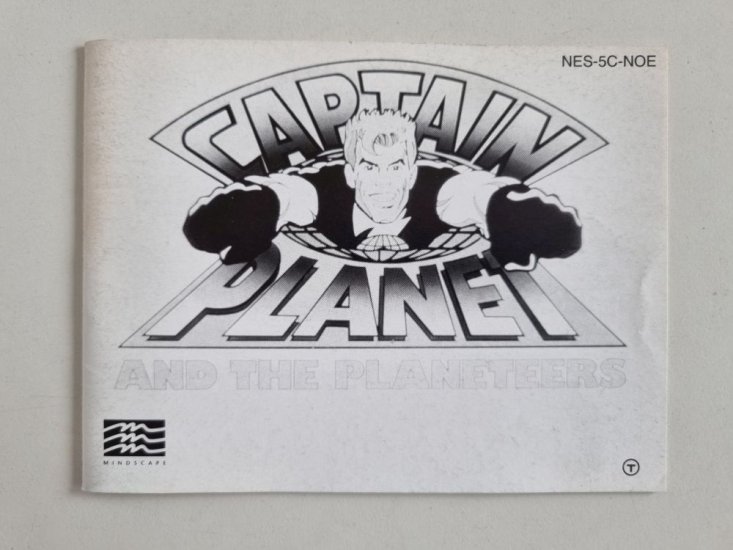 NES-5C-NOE
CAPTAIN
PLANET
AND THE PLANETEERS
MINDSCAPE
T